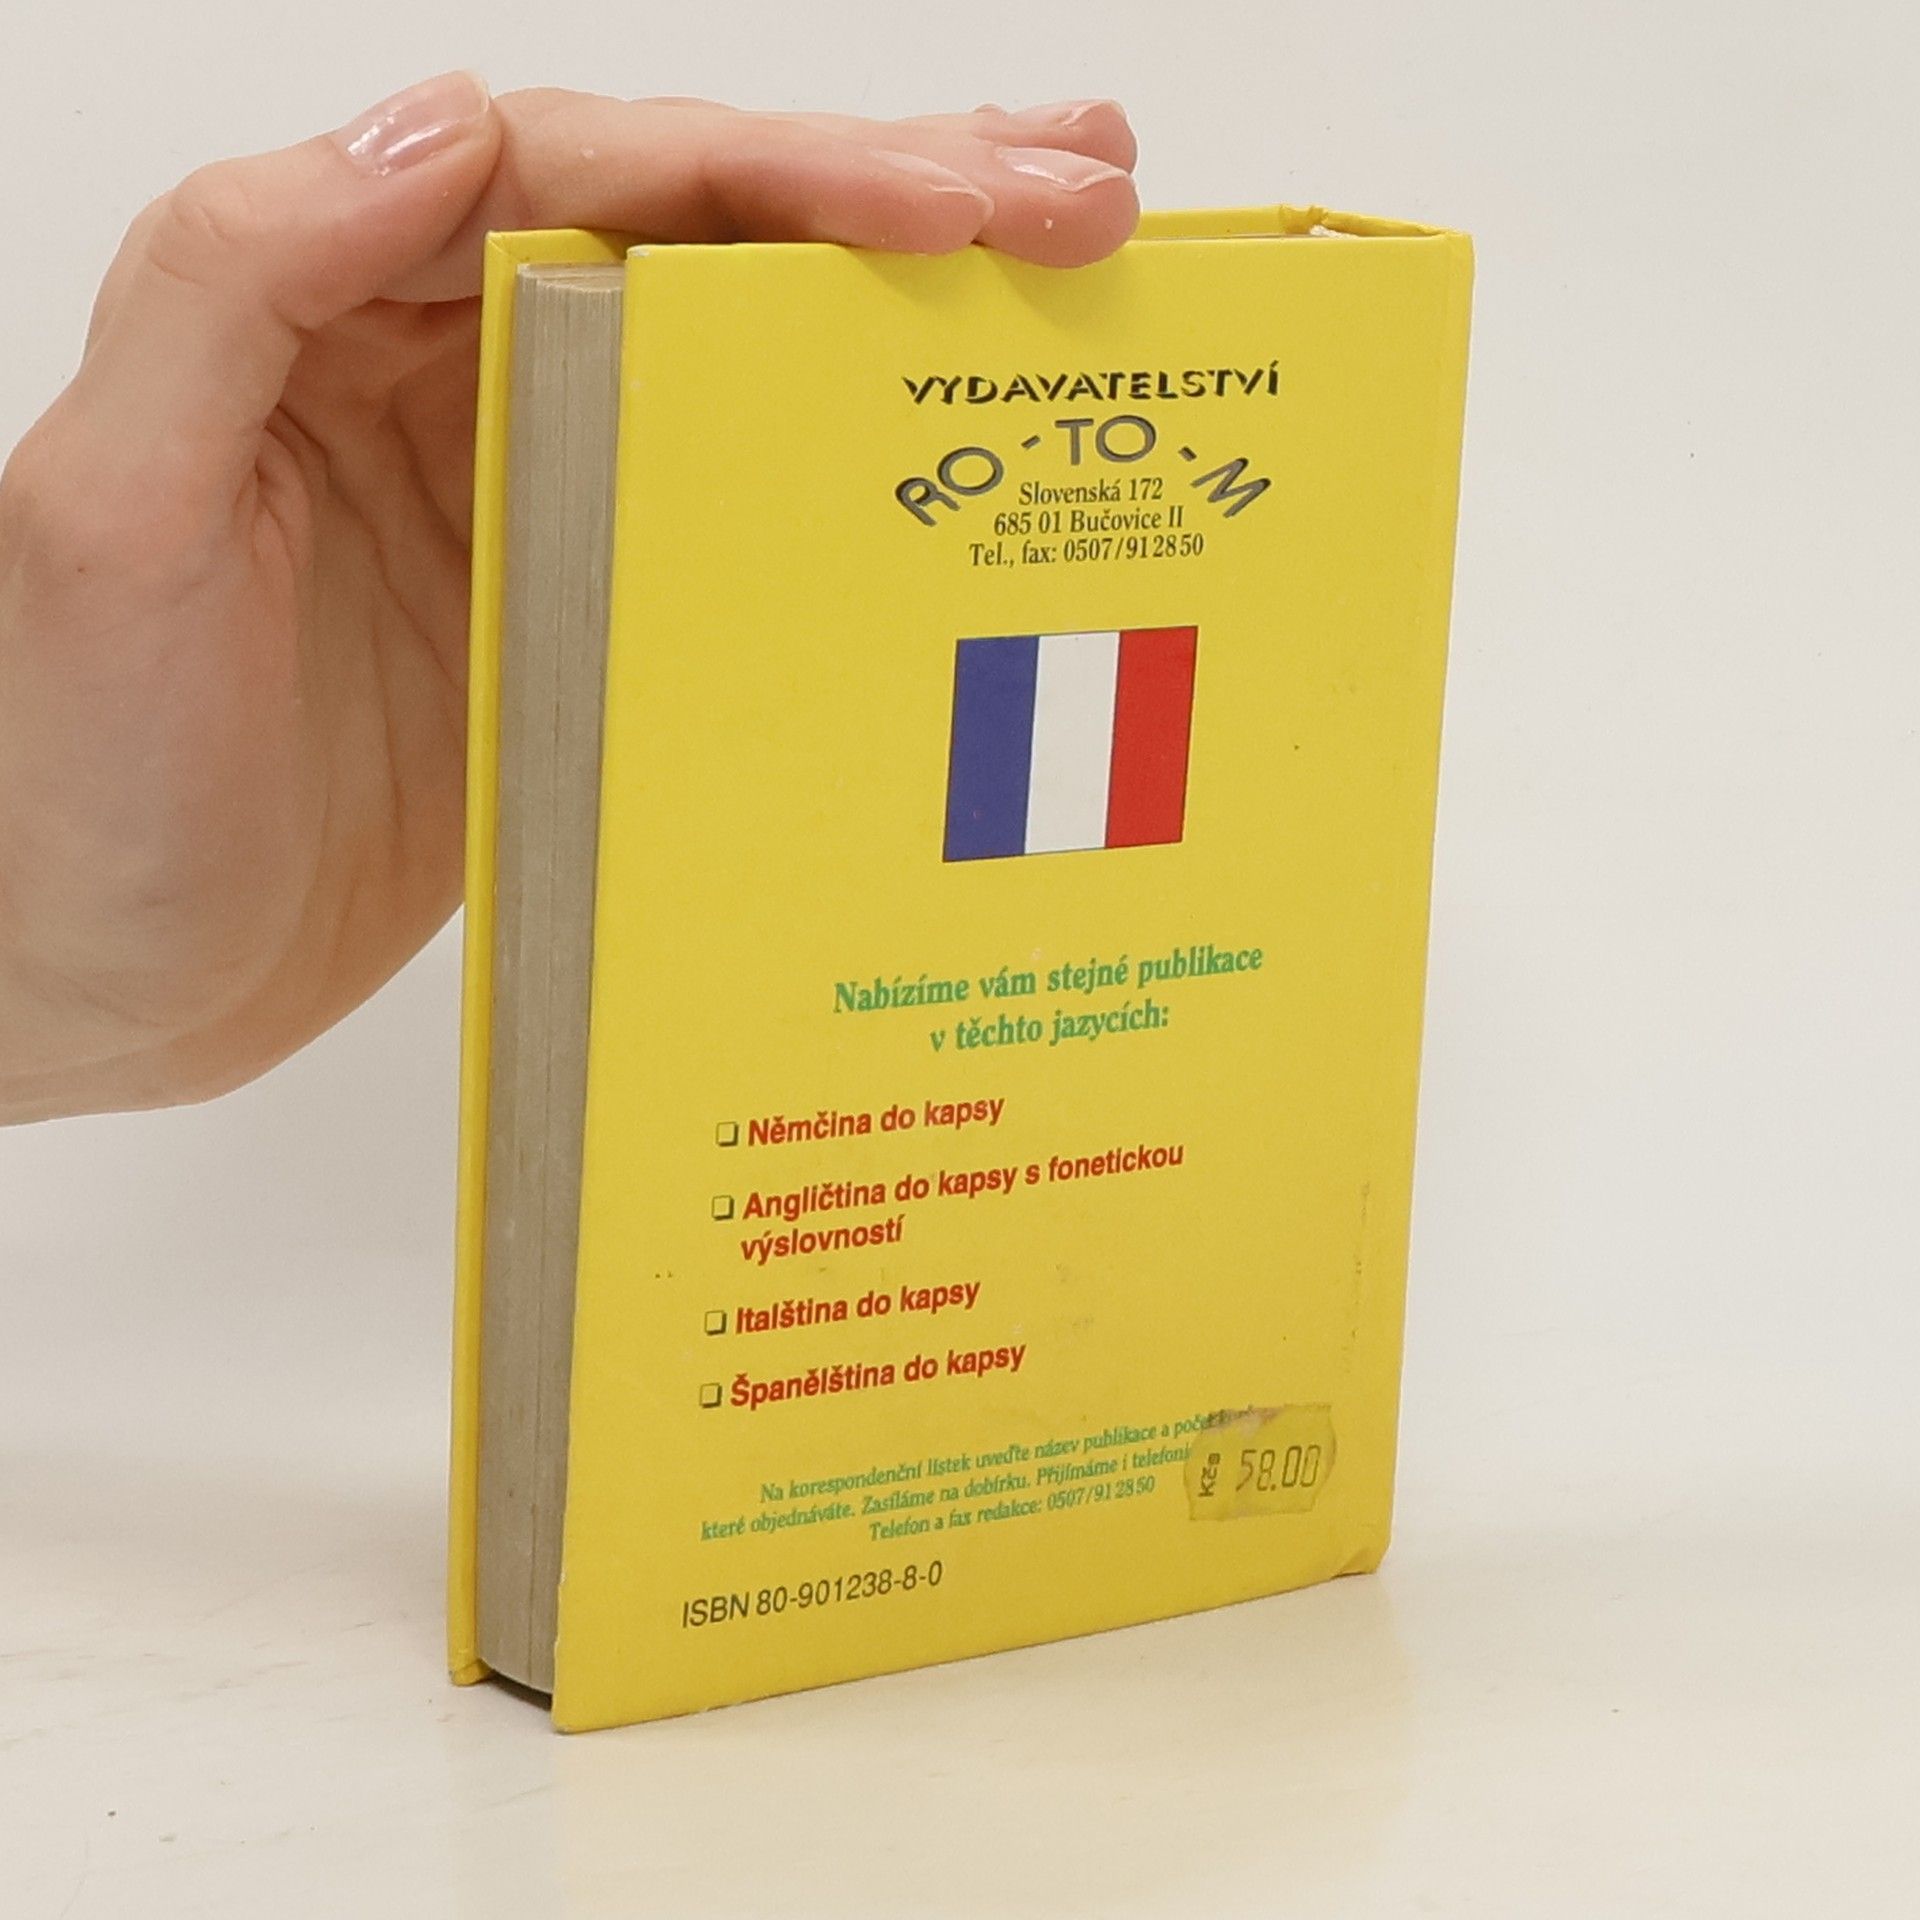 VYDAVATELSTVÍ
RO-TO-M
Slovenská 172
685 01 Bučovice II
Tel., fax: 0507/912850
Nabízíme vám stejné publikace
v těchto jazycích:
Němčina do kapsy
Angličtina do kapsy s fonetickou
výslovností
Italština do kapsy
Španělština do kapsy
Na korespondenční lístek uveďte název publikace a počet
které objednáváte. Zasíláme na dobírku. Přijímáme i
Telefon a fax redakce: 0507/912850
Kčs 58.00
ISBN 80-901238-8-0